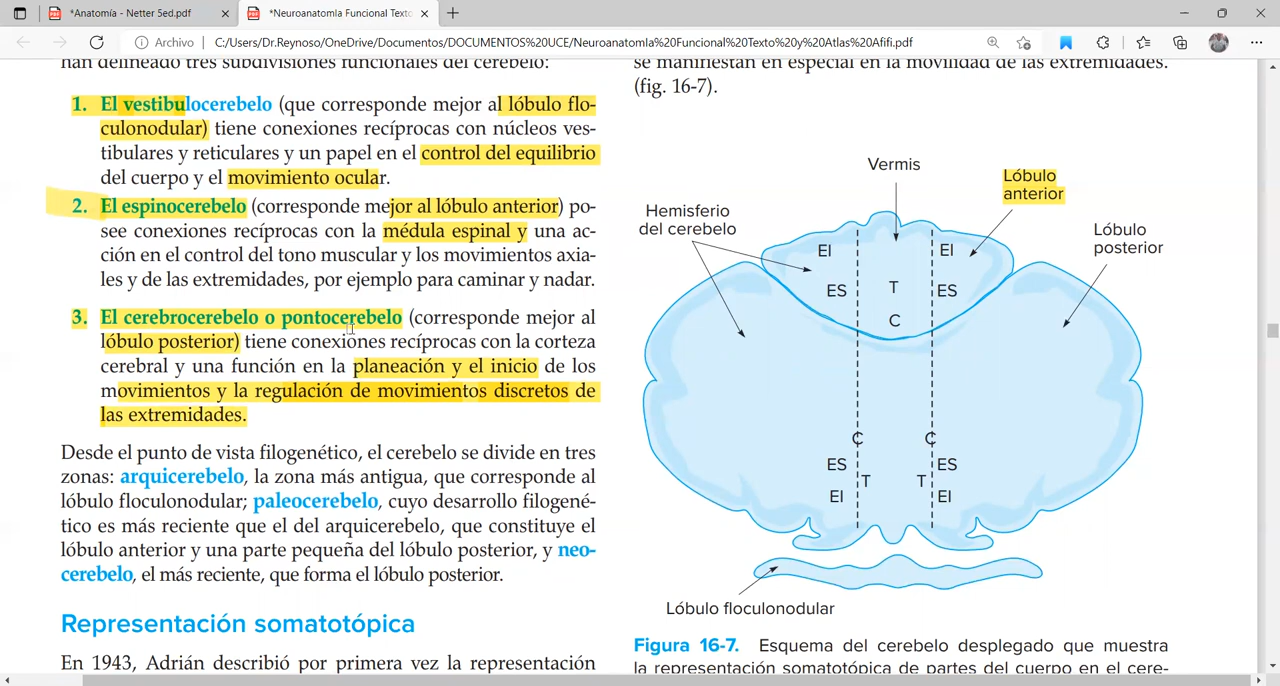 *Anatomía - Netter 5ed.pdf
*Neuroanatomla Funcional Texto
Archivo
C:/Users/Dr.Reynoso/OneDrive/Documentos/DOCUMENTOS%20UCE/Neuroanatomla%20Funcional%20Texto%20y%20Atlas%20Afifi.pdf
han delineado tres subdivisiones funcionales del cerebelo:
1. El vestibulocerebelo (que corresponde mejor al lóbulo flo-
culonodular) tiene conexiones recíprocas con núcleos ves-
tibulares y reticulares y un papel en el control del equilibrio
del cuerpo y el movimiento ocular.
2. El espinocerebelo (corresponde mejor al lóbulo anterior) po-
see conexiones recíprocas con la médula espinal y una ac-
ción en el control del tono muscular y los movimientos axia-
les y de las extremidades, por ejemplo para caminar y nadar.
3. El cerebrocerebelo o pontocerebelo (corresponde mejor al
lóbulo posterior) tiene conexiones recíprocas con la corteza
cerebral y una función en la planeación y el inicio de los
movimientos y la regulación de movimientos discretos de
las extremidades.
Desde el punto de vista filogenético, el cerebelo se divide en tres
zonas: arquicerebelo, la zona más antigua, que corresponde al
lóbulo floculonodular; paleocerebelo, cuyo desarrollo filogené-
tico es más reciente que el del arquicerebelo, que constituye el
lóbulo anterior y una parte pequeña del lóbulo posterior, y neo-
cerebelo, el más reciente, que forma el lóbulo posterior.
Representación somatotópica
En 1943, Adrián describió por primera vez la representación
se manifiestan en especial en la movilidad de las extremidades.
(fig. 16-7).
Vermis
Lóbulo
anterior
Hemisferio
del cerebelo
Lóbulo
posterior
EI
EI
ES
T
ES
C
C
C
ES
ES
T
T
EI
EI
Lóbulo floculonodular
Figura 16-7. Esquema del cerebelo desplegado que muestra
la representación somatotópica de partes del cuerpo en el cere-